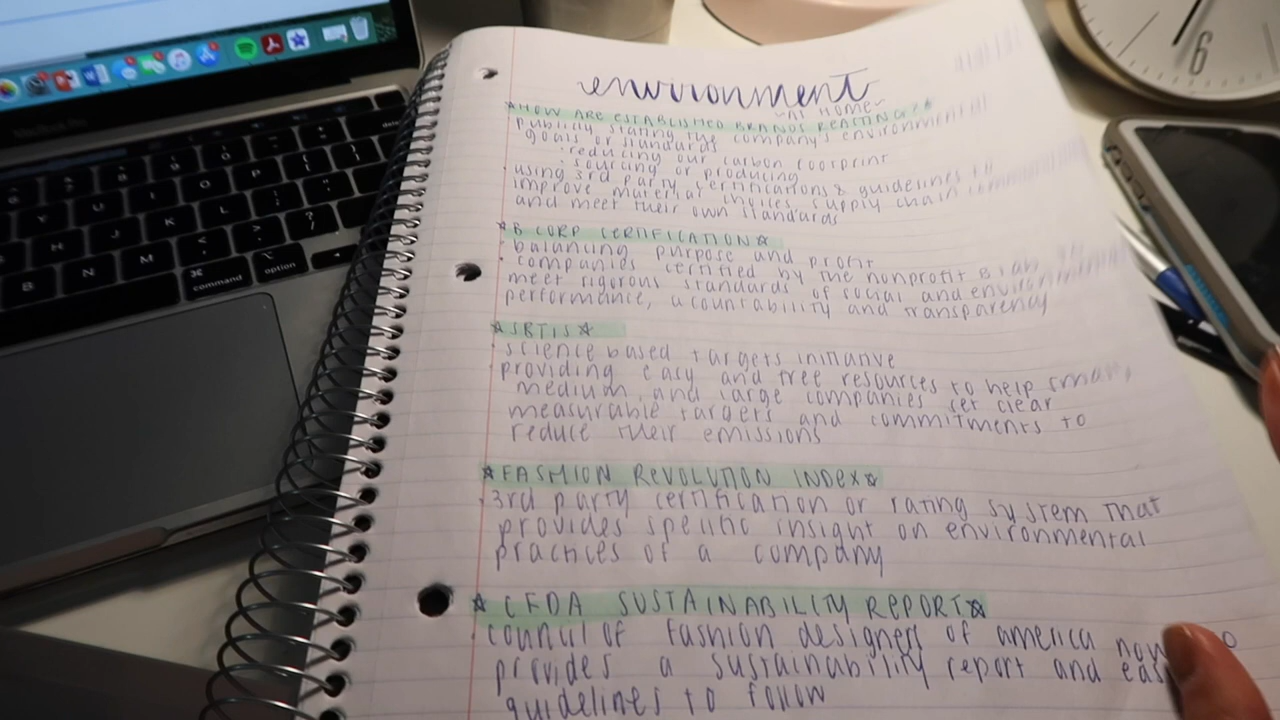 environment
~AT HOME~
☆HOW ARE ESTABLISHED BRANDS REACTING?☆
publicly stating the company's environmental
goals or standards
·reducing our carbon footprint
·sourcing or producing
using 3rd party certifications & guidelines to
improve material choices, supply chain
and meet their own standards
☆B CORP CERTIFICATION☆
·balancing purpose and profit
·companies certified by the nonprofit B lab to
meet rigorous standards of social and environmental
performance, accountability and transparency
☆SBTIS☆
·science based targets initiative
·providing easy and free resources to help small,
medium, and large companies set clear
measurable targets and commitments to
reduce their emissions
☆FASHION REVOLUTION INDEX☆
·3rd party certification or rating system that
provides specific insight on environmental
practices of a company
☆CFDA SUSTAINABILITY REPORT☆
·council of fashion designers of america now
provides a sustainability report and
guidelines to follow
6
delete
Y
U
I
O
P
H
J
K
L
B
N
M
command
option